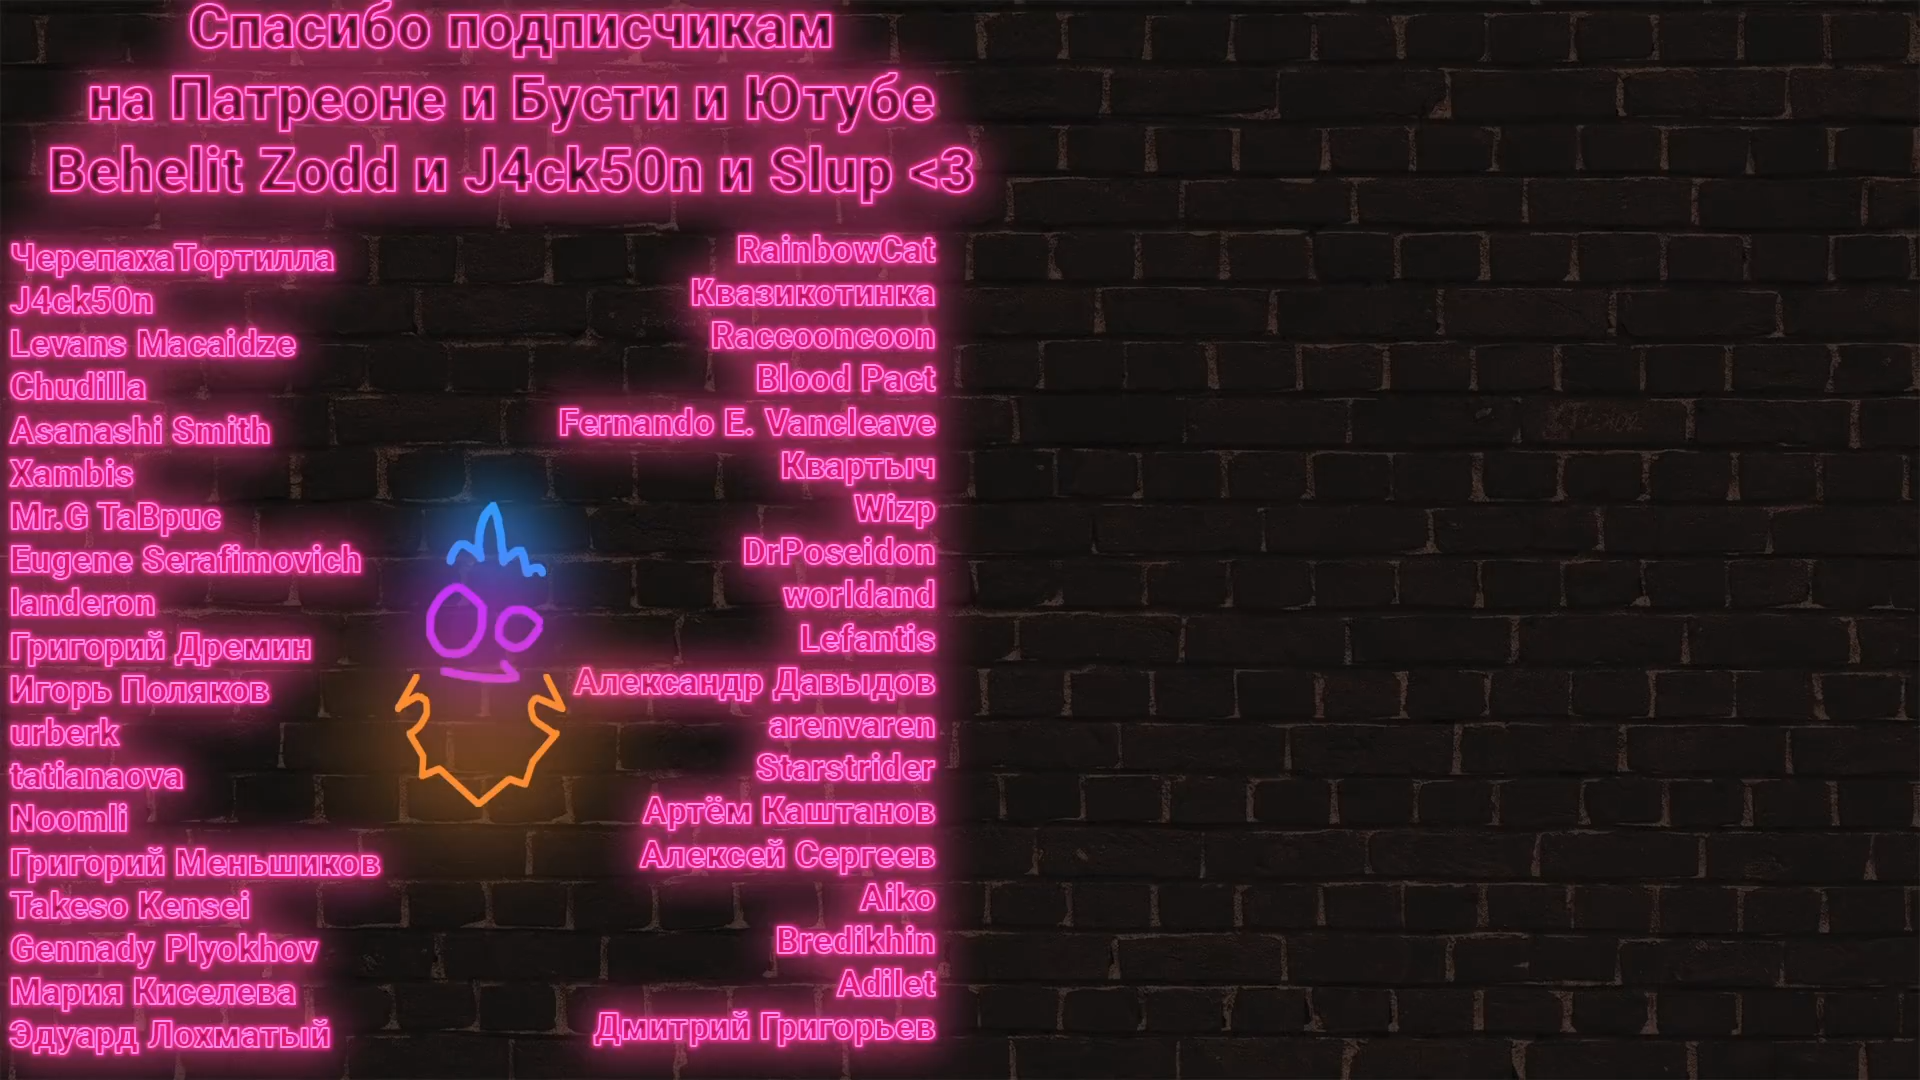 Спасибо подписчикам
на Патреоне и Бусти и Ютубе
Behelit Zodd и J4ck50n и Slup <3
ЧерепахаТортилла
J4ck50n
Levans Macaidze
Chudilla
Asanashi Smith
Xambis
Mr.G ТаВрис
Eugene Serafimovich
landeron
Григорий Дремин
Игорь Поляков
urberk
tatianaova
Noomli
Григорий Меньшиков
Takeso Kensei
Gennady Plyokhov
Мария Киселева
Эдуард Лохматый
RainbowCat
Квазикотинка
Raccooncoon
Blood Pact
Fernando E. Vancleave
Квартыч
Wizp
DrPoseidon
worldand
Lefantis
Александр Давыдов
arenvaren
Starstrider
Артём Каштанов
Алексей Сергеев
Aiko
Bredikhin
Adilet
Дмитрий Григорьев